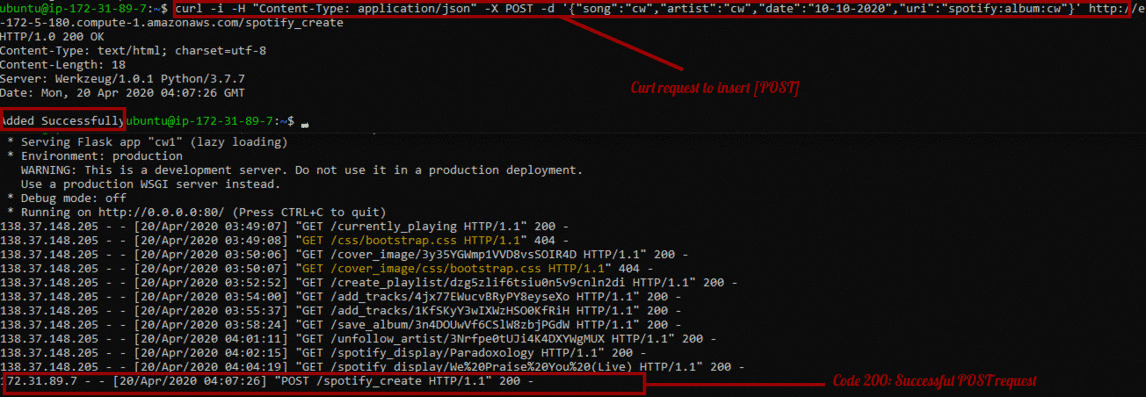 ubuntu@ip-172-31-89-7:~$ curl -i -H "Content-Type: application/json" -X POST -d '{"song":"cw","artist":"cw","date":"10-10-2020","uri":"spotify:album:cw"}' http://e
-172-5-180.compute-1.amazonaws.com/spotify_create
HTTP/1.0 200 OK
Content-Type: text/html; charset=utf-8
Content-Length: 18
Server: Werkzeug/1.0.1 Python/3.7.7
Date: Mon, 20 Apr 2020 04:07:26 GMT
Curl request to insert [POST]
Added Successfullyubuntu@ip-172-31-89-7:~$
* Serving Flask app "cw1" (lazy loading)
* Environment: production
WARNING: This is a development server. Do not use it in a production deployment.
Use a production WSGI server instead.
* Debug mode: off
* Running on http://0.0.0.0:80/ (Press CTRL+C to quit)
138.37.148.205 - - [20/Apr/2020 03:49:07] "GET /currently_playing HTTP/1.1" 200 -
138.37.148.205 - - [20/Apr/2020 03:49:08] "GET /css/bootstrap.css HTTP/1.1" 404 -
138.37.148.205 - - [20/Apr/2020 03:50:06] "GET /cover_image/3y35YGWmp1VVD8vsSOIR4D HTTP/1.1" 200 -
138.37.148.205 - - [20/Apr/2020 03:50:07] "GET /cover_image/css/bootstrap.css HTTP/1.1" 404 -
138.37.148.205 - - [20/Apr/2020 03:52:52] "GET /create_playlist/dzg5zlif6tsiu0n5v9cnln2di HTTP/1.1" 200 -
138.37.148.205 - - [20/Apr/2020 03:54:00] "GET /add_tracks/4jx77EWucvBRyPY8eyseXo HTTP/1.1" 200 -
138.37.148.205 - - [20/Apr/2020 03:55:37] "GET /add_tracks/1KfSKyY3wIXWzHSO0KfRiH HTTP/1.1" 200 -
138.37.148.205 - - [20/Apr/2020 03:58:24] "GET /save_album/3n4DOUwVf6CSlW8zbjPGdW HTTP/1.1" 200 -
138.37.148.205 - - [20/Apr/2020 04:01:11] "GET /unfollow_artist/3Nrfpe0tUJi4K4DXYWgMUX HTTP/1.1" 200 -
138.37.148.205 - - [20/Apr/2020 04:02:15] "GET /spotify_display/Paradoxology HTTP/1.1" 200 -
138.37.148.205 - - [20/Apr/2020 04:04:19] "GET /spotify_display/We%20Praise%20You%20(Live) HTTP/1.1" 200 -
172.31.89.7 - - [20/Apr/2020 04:07:26] "POST /spotify_create HTTP/1.1" 200 -
Code 200: Successful POST request